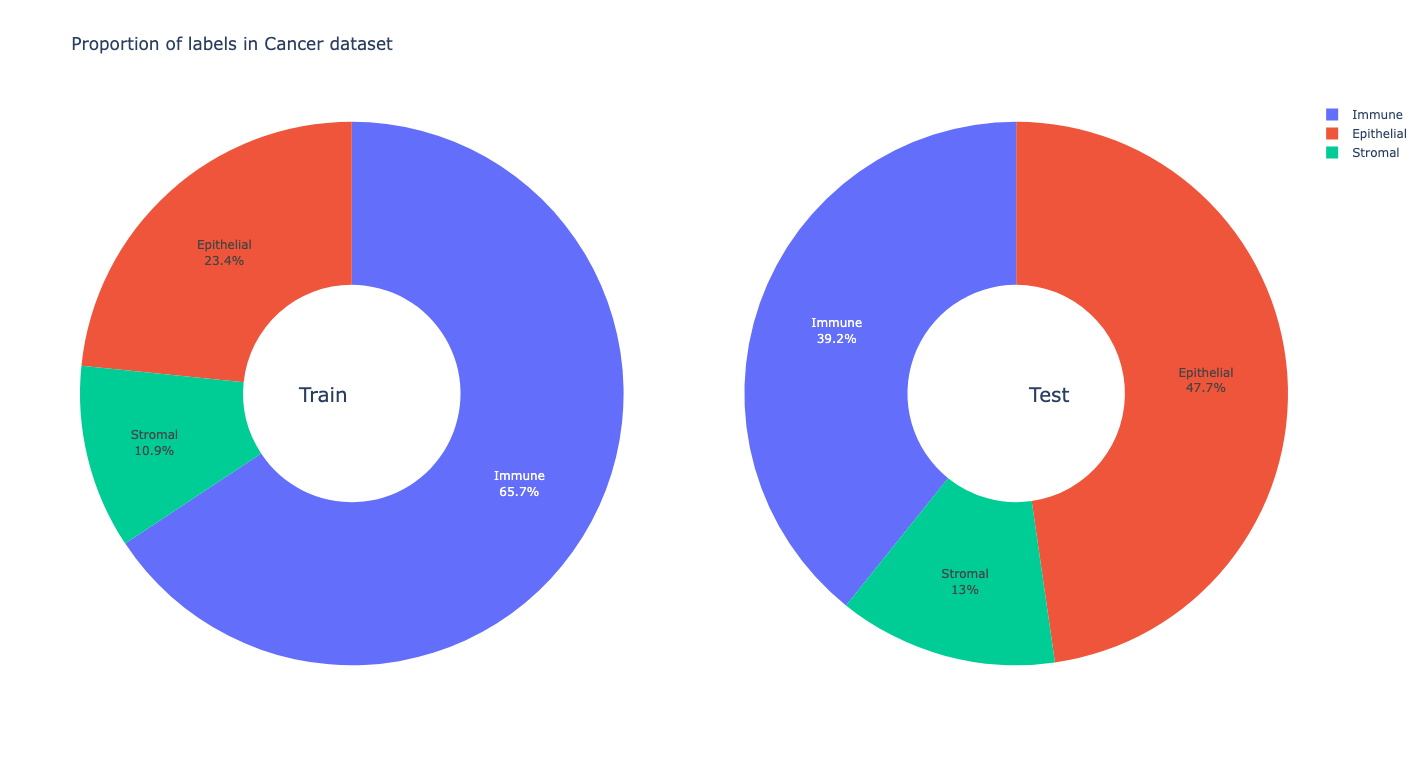 Proportion of labels in Cancer dataset
Epithelial
23.4%
Stromal
10.9%
Train
Immune
65.7%
Immune
39.2%
Test
Epithelial
47.7%
Stromal
13%
Immune
Epithelial
Stromal